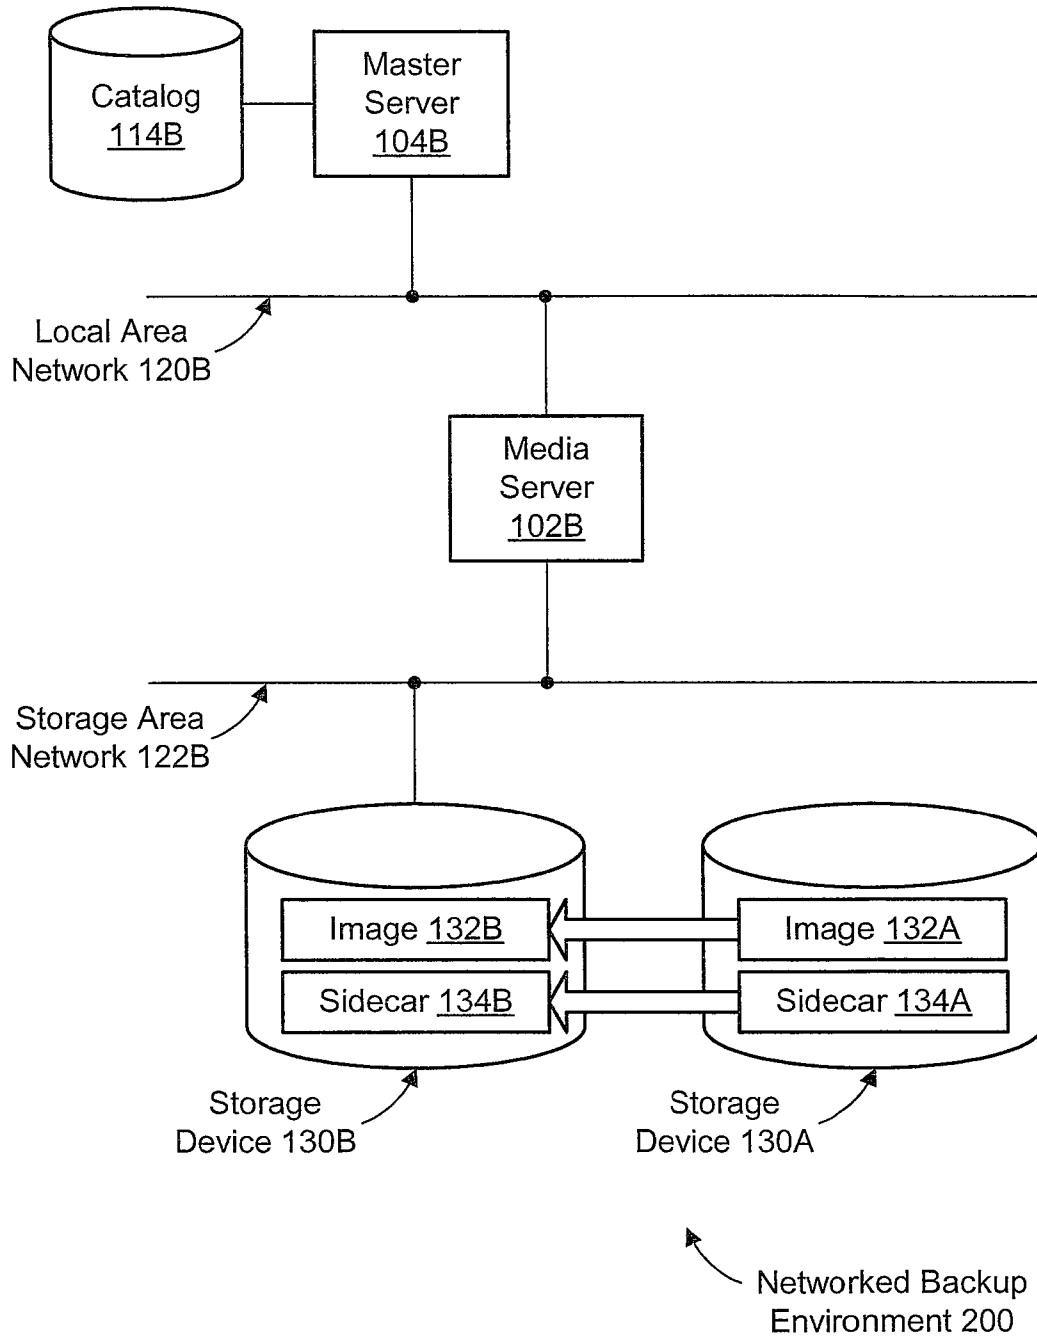 Catalog
114B
Master
Server
104B
Local Area
Network 120B
Media
Server
102B
Storage Area
Network 122B
Image 132B
Image 132A
Sidecar 134B
Sidecar 134A
Storage
Device 130B
Storage
Device 130A
Networked Backup
Environment 200